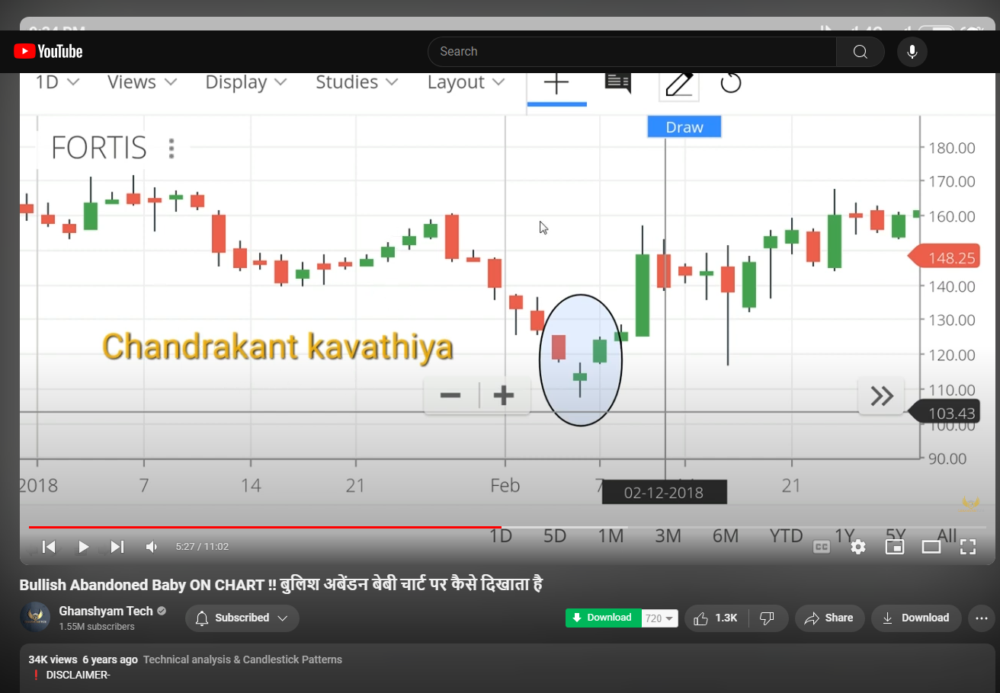 YouTube
Search
1D Views Display Studies Layout
Draw
FORTIS
180.00
170.00
160.00
148.25
140.00
130.00
Chandrakant kavathiya
120.00
110.00
103.43
100.00
90.00
2018 7 14 21 Feb 7 21
02-12-2018
1D 5D 1M 3M 6M YTD 1Y 5Y All
5:27 / 11:02
CC
Bullish Abandoned Baby ON CHART !! बुलिश अबेंडन बेबी चार्ट पर कैसे दिखाता है
Ghanshyam Tech
1.55M subscribers
Subscribed
Download 720
1.3K
Share
Download
34K views 6 years ago Technical analysis & Candlestick Patterns
❗ DISCLAIMER-